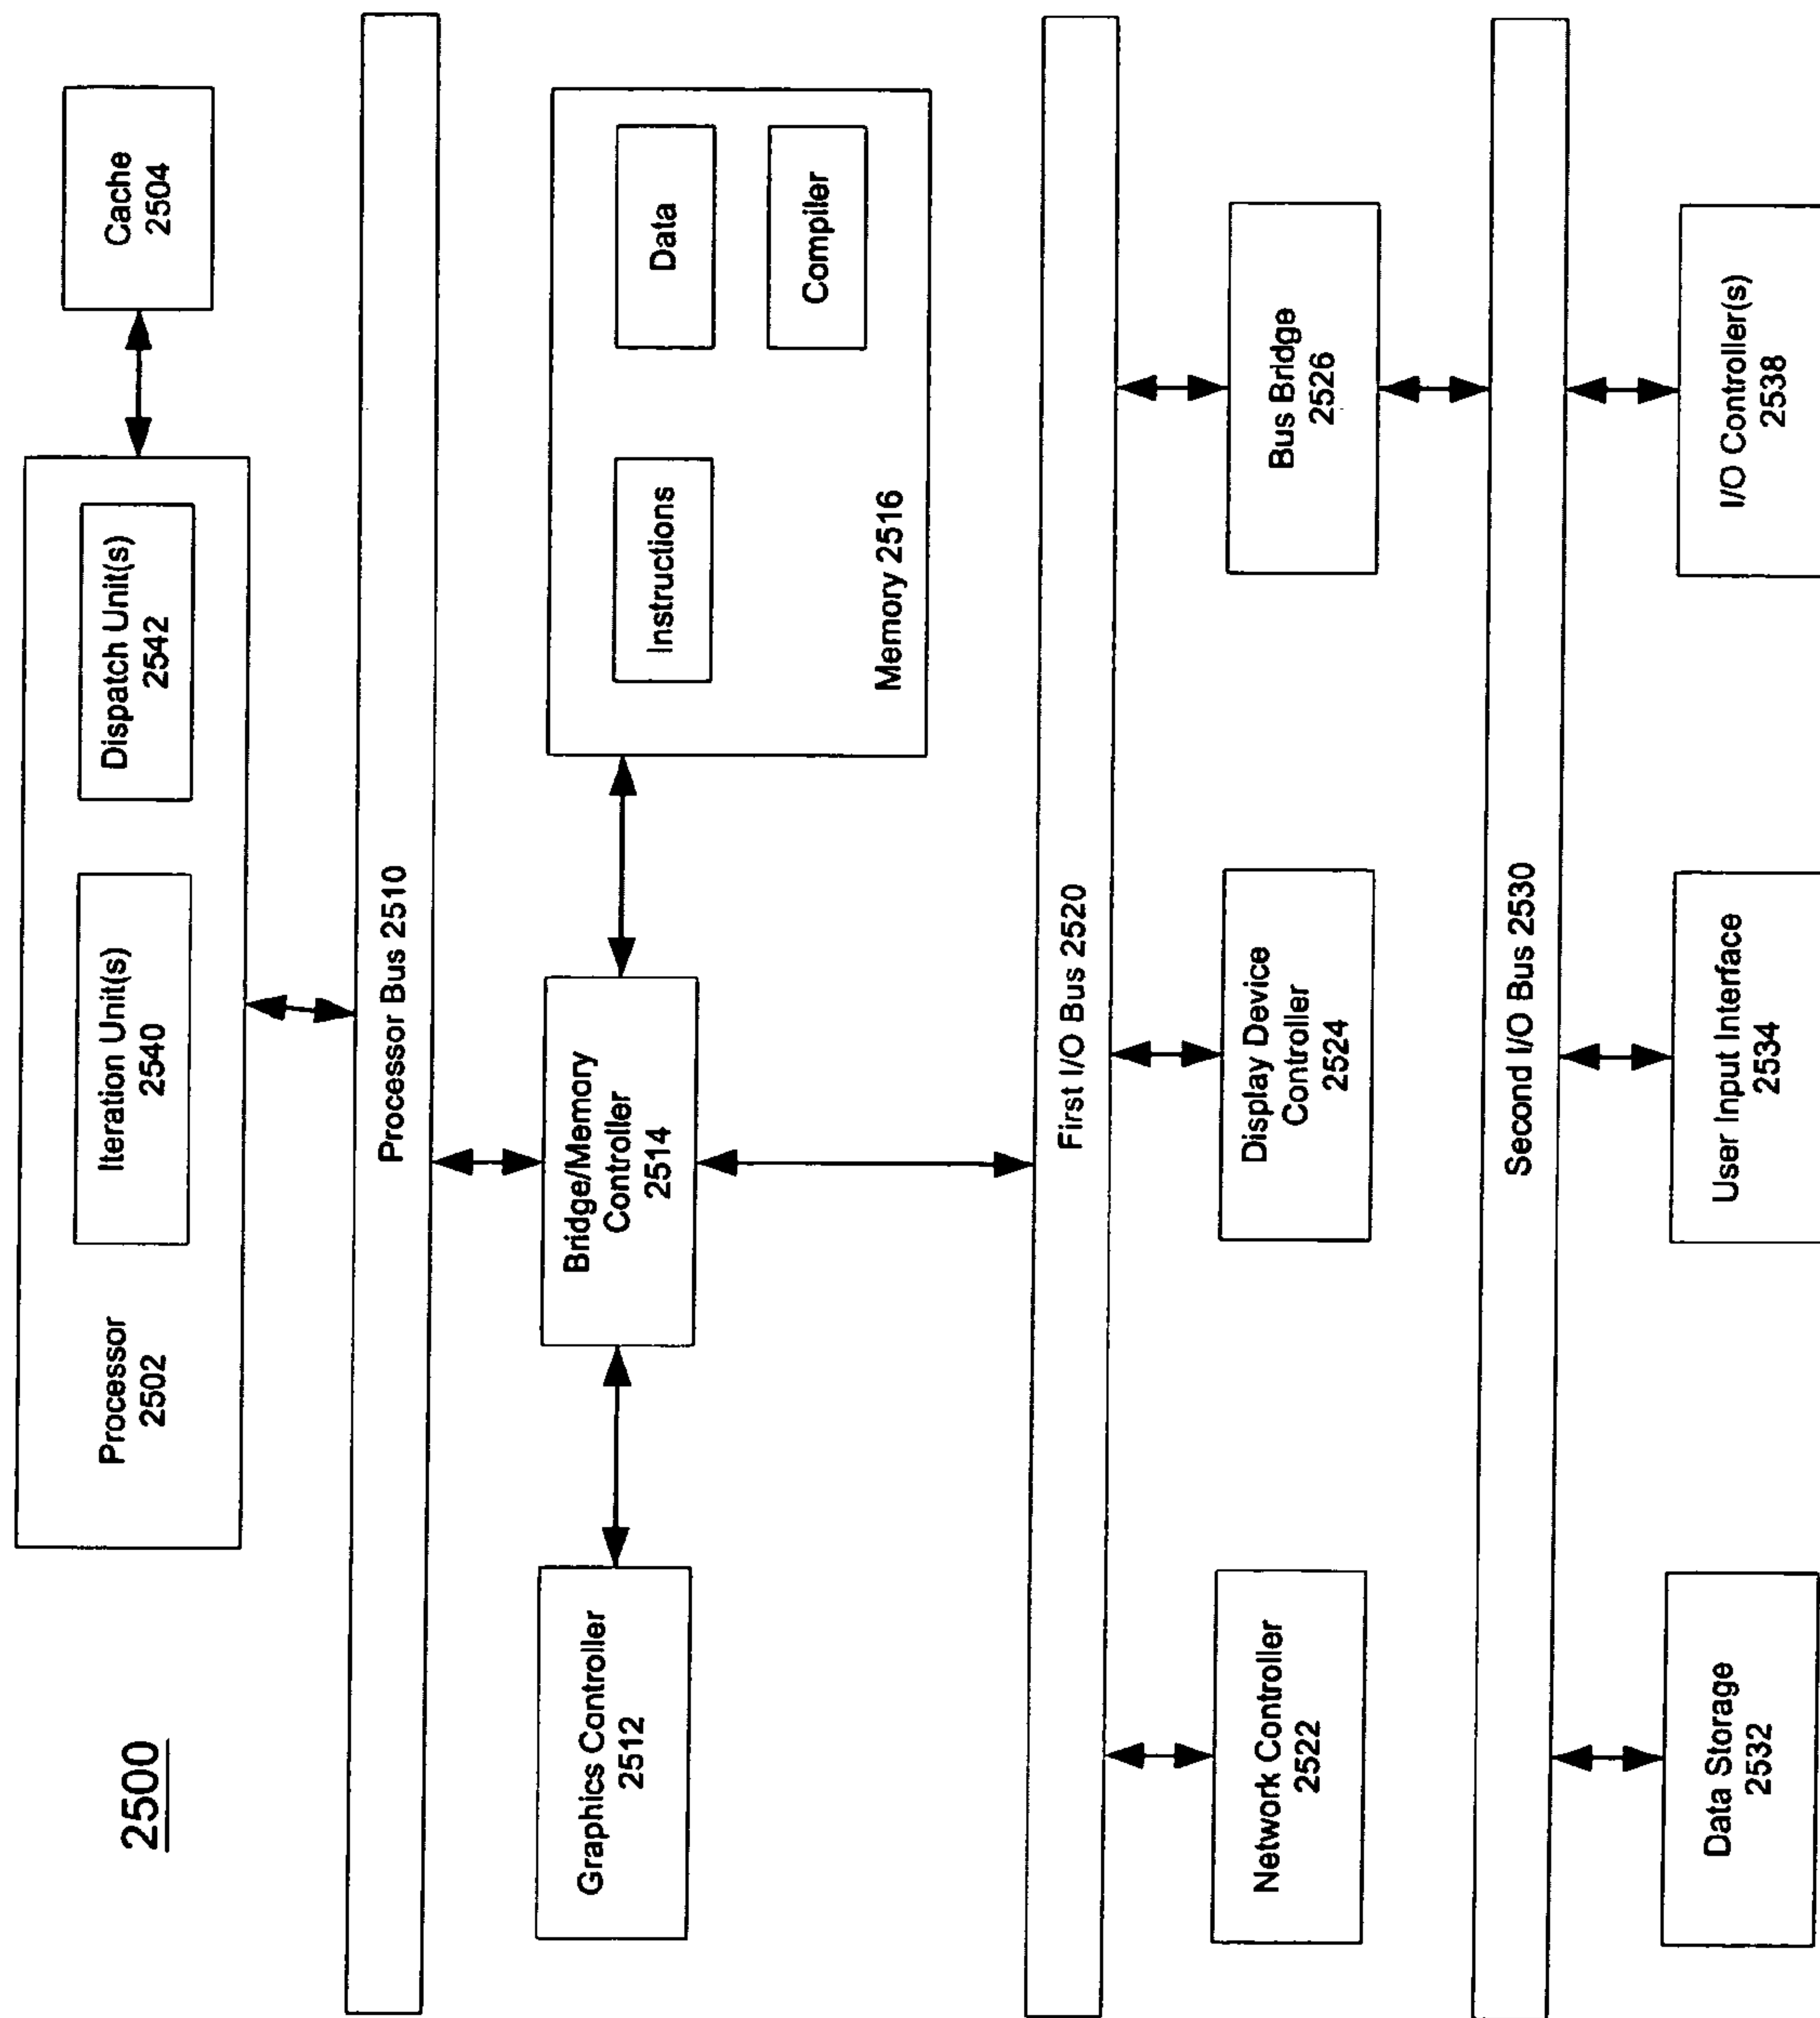 2500
Processor
2502
Iteration Unit(s)
2540
Dispatch Unit(s)
2542
Cache
2504
Processor Bus 2510
Graphics Controller
2512
Bridge/Memory
Controller
2514
Instructions
Data
Compiler
Memory 2516
First I/O Bus 2520
Network Controller
2522
Display Device
Controller
2524
Bus Bridge
2526
Second I/O Bus 2530
Data Storage
2532
User Input Interface
2534
I/O Controller(s)
2538